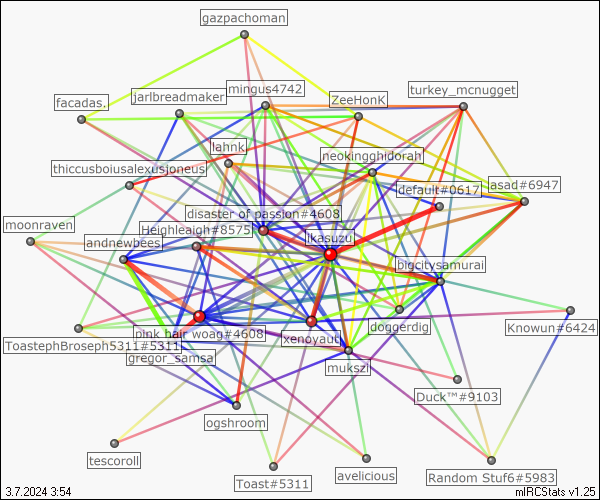 gazpachoman
jarlbreadmaker
mingus4742
turkey_mcnugget
facadas.
ZeeHonK
lahnk
neokingghidorah
thiccusboiusalexusjoneus
default#0617
asad#6947
disaster of passion#4608
moonraven
Heighleaigh#8575
lkasuzu
andnewbees
bigcitysamurai
pink hair woag#4608
xenoyauti
doggerdig
Knowun#6424
ToastephBroseph5311#5311
gregor_samsa
mukszi
Duck™#9103
ogshroom
tescoroll
Toast#5311
avelicious
Random Stuf6#5983
3.7.2024 3:54
mIRCStats v1.25